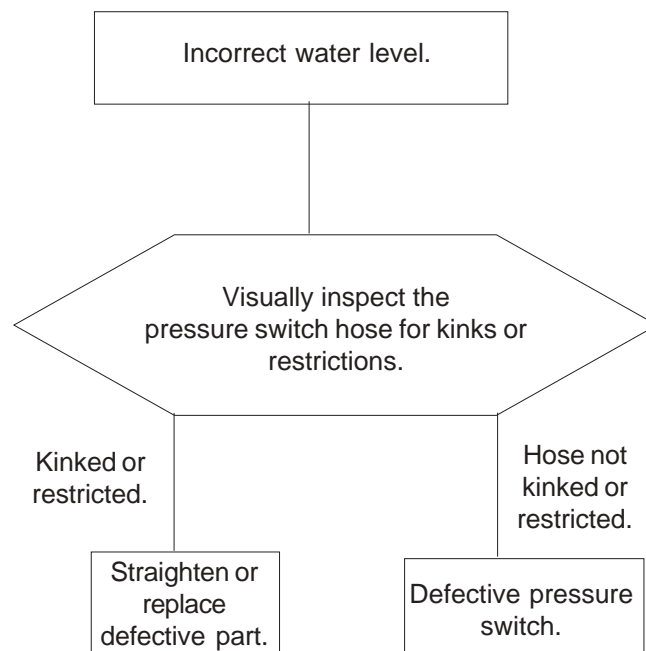 Incorrect water level.
Visually inspect the
pressure switch hose for kinks or
restrictions.
Kinked or
restricted.
Hose not
kinked or
restricted.
Straighten or
replace
defective part.
Defective pressure
switch.